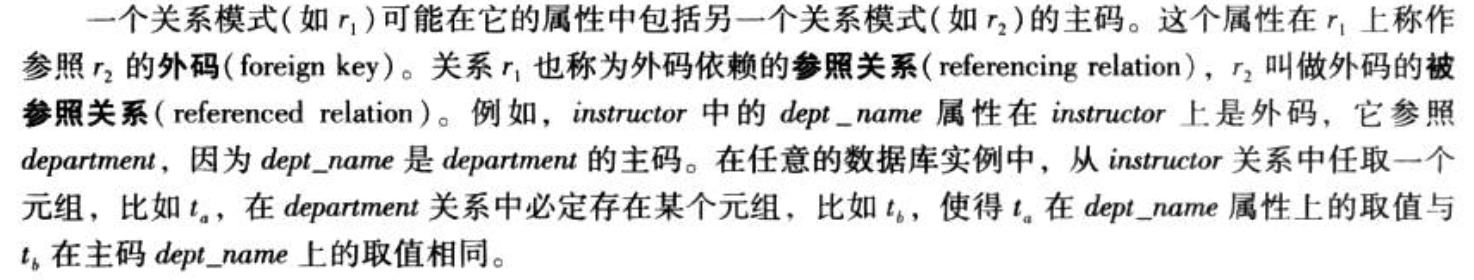 一个关系模式(如 r₁)可能在它的属性中包括另一个关系模式(如 r₂)的主码。这个属性在 r₁ 上称作
参照 r₂ 的外码(foreign key)。关系 r₁ 也称为外码依赖的参照关系(referencing relation)，r₂ 叫做外码的被
参照关系(referenced relation)。例如，instructor 中的 dept_name 属性在 instructor 上是外码，它参照
department，因为 dept_name 是 department 的主码。在任意的数据库实例中，从 instructor 关系中任取一个
元组，比如 tₐ，在 department 关系中必定存在某个元组，比如 t_b，使得 tₐ 在 dept_name 属性上的取值与
t_b 在主码 dept_name 上的取值相同。